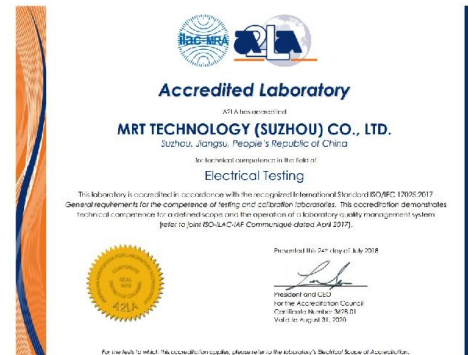 ilac-MRA
A2LA
Accredited Laboratory
A2LA has accredited
MRT TECHNOLOGY (SUZHOU) CO., LTD.
Suzhou, Jiangsu, People's Republic of China
for technical competence in the field of
Electrical Testing
This laboratory is accredited in accordance with the recognized International Standard ISO/IEC 17025:2017
General requirements for the competence of testing and calibration laboratories. This accreditation demonstrates
technical competence for a defined scope and the operation of a laboratory quality management system
(refer to joint ISO-ILAC-IAF Communiqué dated April 2017).
Presented this 24th day of July 2018
President and CEO
For the Accreditation Council
Certificate Number 3628.01
Valid to August 31, 2020
SEAL
1978
A2LA
For the tests to which this accreditation applies, please refer to the laboratory's Electrical Scope of Accreditation.